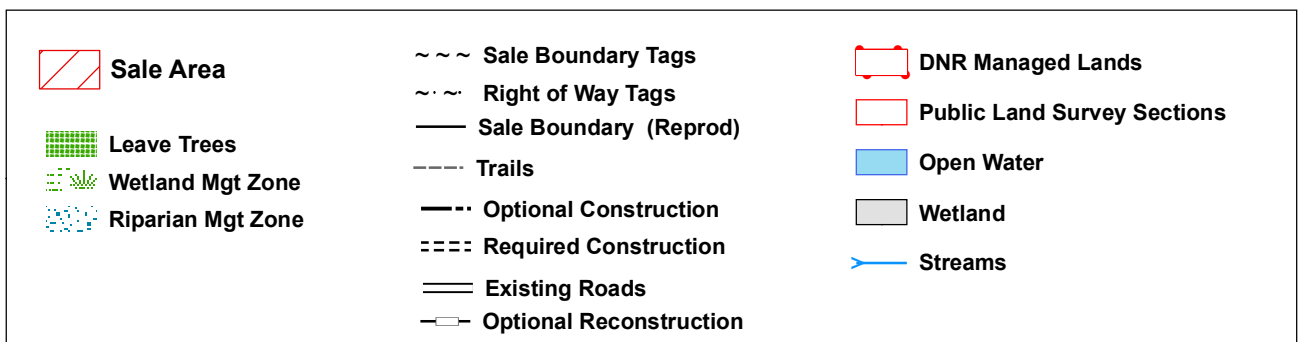 Sale Area
Leave Trees
Wetland Mgt Zone
Riparian Mgt Zone
Sale Boundary Tags
Right of Way Tags
Sale Boundary (Reprod)
Trails
Optional Construction
Required Construction
Existing Roads
Optional Reconstruction
DNR Managed Lands
Public Land Survey Sections
Open Water
Wetland
Streams